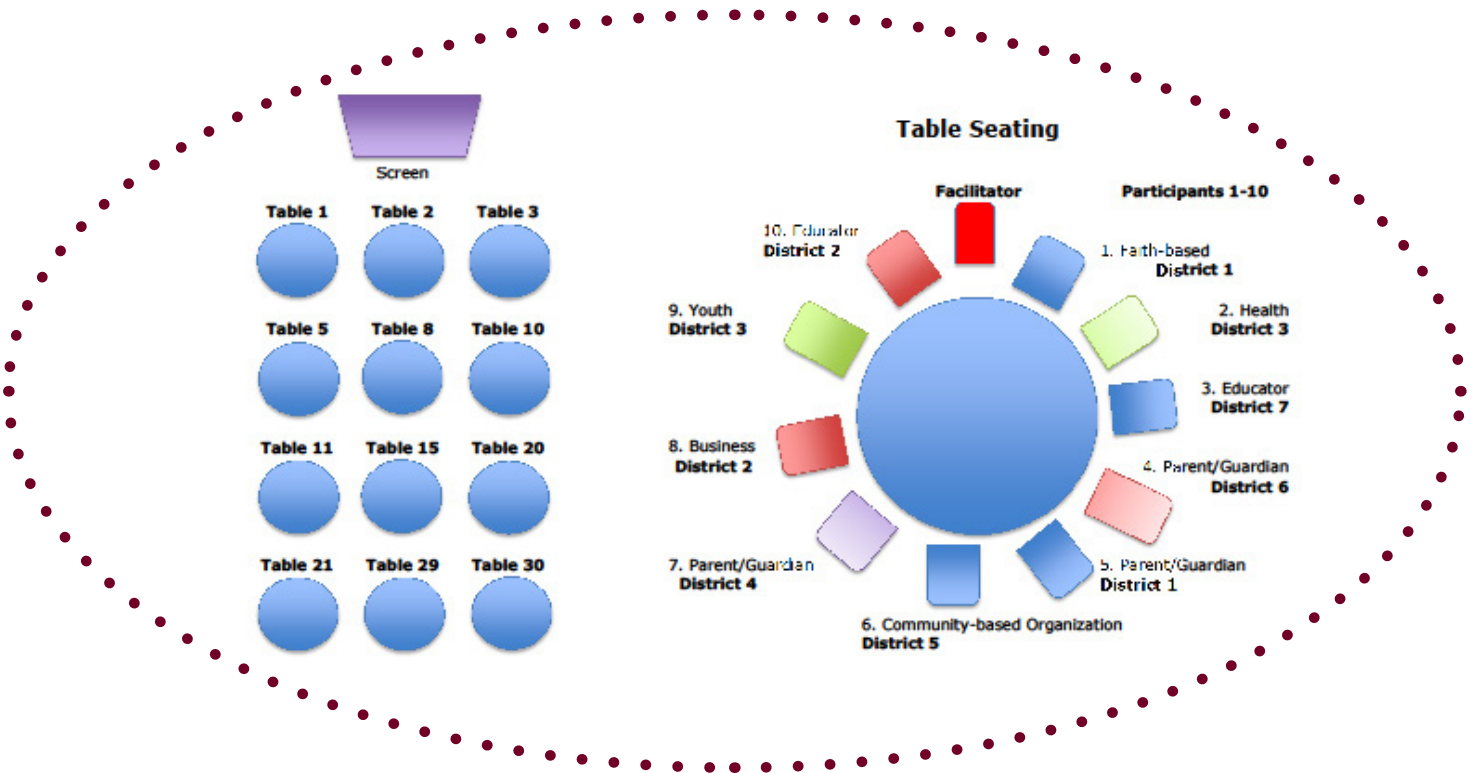 Screen
Table 1 Table 2 Table 3
Table 5 Table 8 Table 10
Table 11 Table 15 Table 20
Table 21 Table 29 Table 30
Table Seating
Facilitator
Participants 1-10
1. Faith-based
District 1
2. Health
District 3
3. Educator
District 7
4. Parent/Guardian
District 6
5. Parent/Guardian
District 1
6. Community-based Organization
District 5
7. Parent/Guardian
District 4
8. Business
District 2
9. Youth
District 3
10. Educator
District 2